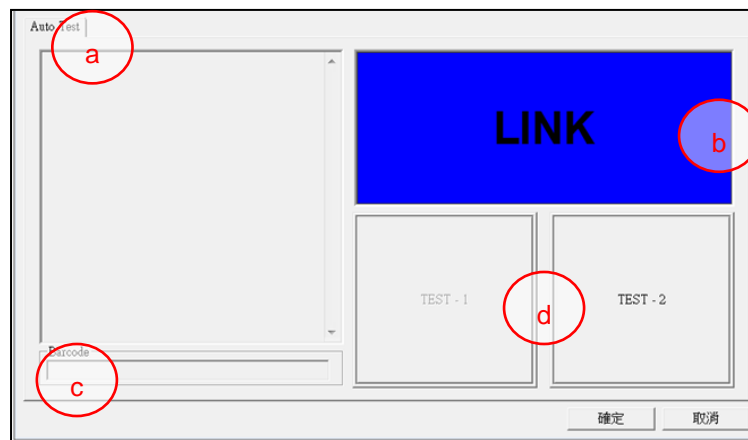 Auto Test
a
LINK
b
TEST - 1
d
TEST - 2
Barcode
c
確定
取消